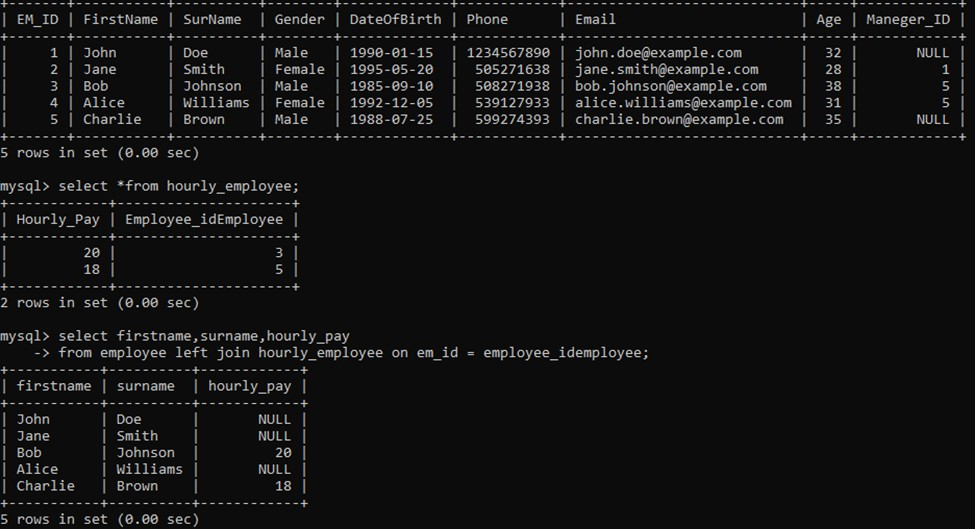 +-------+-----------+----------+--------+-------------+------------+----------------------------+------+------------+
| EM_ID | FirstName | SurName  | Gender | DateOfBirth | Phone      | Email                      | Age  | Maneger_ID |
+-------+-----------+----------+--------+-------------+------------+----------------------------+------+------------+
|     1 | John      | Doe      | Male   | 1990-01-15  | 1234567890 | john.doe@example.com       |   32 |       NULL |
|     2 | Jane      | Smith    | Female | 1995-05-20  |  505271638 | jane.smith@example.com     |   28 |          1 |
|     3 | Bob       | Johnson  | Male   | 1985-09-10  |  508271938 | bob.johnson@example.com    |   38 |          5 |
|     4 | Alice     | Williams | Female | 1992-12-05  |  539127933 | alice.williams@example.com |   31 |          5 |
|     5 | Charlie   | Brown    | Male   | 1988-07-25  |  599274393 | charlie.brown@example.com  |   35 |       NULL |
+-------+-----------+----------+--------+-------------+------------+----------------------------+------+------------+
5 rows in set (0.00 sec)
mysql> select *from hourly_employee;
+------------+---------------------+
| Hourly_Pay | Employee_idEmployee |
+------------+---------------------+
|         20 |                   3 |
|         18 |                   5 |
+------------+---------------------+
2 rows in set (0.00 sec)
mysql> select firstname,surname,hourly_pay
    -> from employee left join hourly_employee on em_id = employee_idemployee;
+-----------+----------+------------+
| firstname | surname  | hourly_pay |
+-----------+----------+------------+
| John      | Doe      |       NULL |
| Jane      | Smith    |       NULL |
| Bob       | Johnson  |         20 |
| Alice     | Williams |       NULL |
| Charlie   | Brown    |         18 |
+-----------+----------+------------+
5 rows in set (0.00 sec)